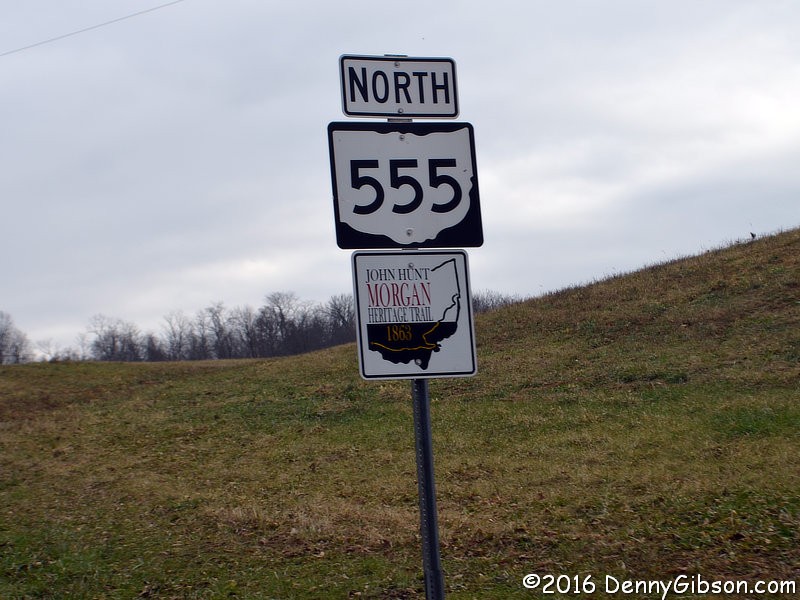 NORTH
555
JOHN HUNT
MORGAN
HERITAGE TRAIL
1863
©2016 DennyGibson.com